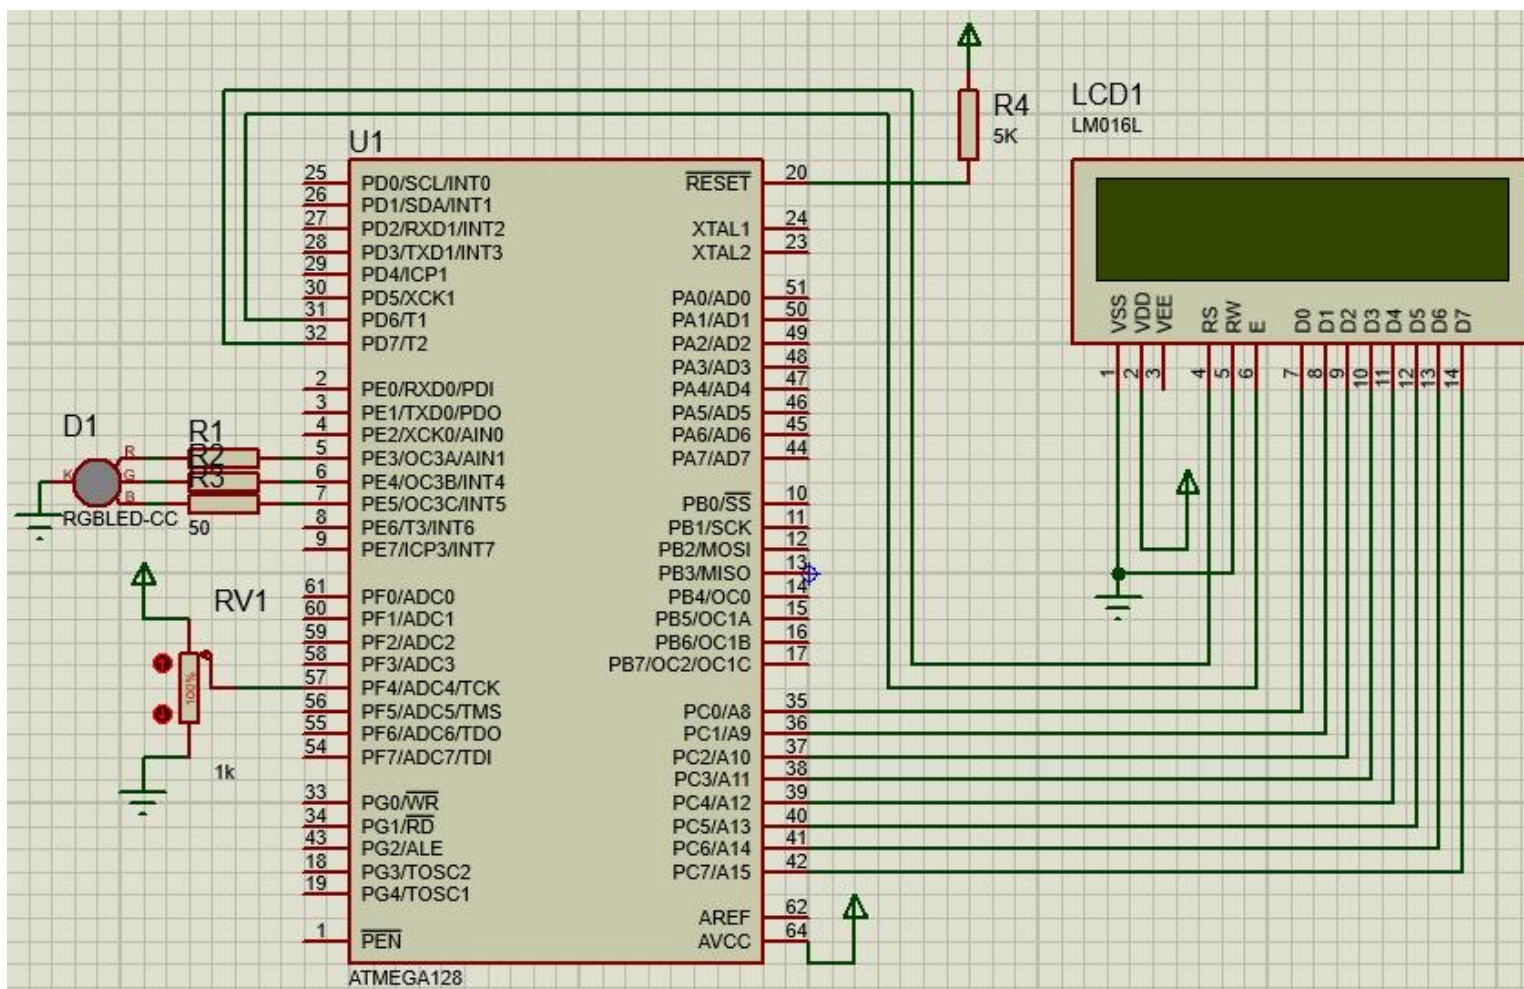 R4
5K
LCD1
LM016L
U1
25 PD0/SCL/INT0
26 PD1/SDA/INT1
27 PD2/RXD1/INT2
28 PD3/TXD1/INT3
29 PD4/ICP1
30 PD5/XCK1
31 PD6/T1
32 PD7/T2
2 PE0/RXD0/PDI
3 PE1/TXD0/PDO
4 PE2/XCK0/AIN0
5 PE3/OC3A/AIN1
6 PE4/OC3B/INT4
7 PE5/OC3C/INT5
8 PE6/T3/INT6
9 PE7/ICP3/INT7
61 PF0/ADC0
60 PF1/ADC1
59 PF2/ADC2
58 PF3/ADC3
57 PF4/ADC4/TCK
56 PF5/ADC5/TMS
55 PF6/ADC6/TDO
54 PF7/ADC7/TDI
33 PG0/WR
34 PG1/RD
43 PG2/ALE
18 PG3/TOSC2
19 PG4/TOSC1
1 PEN
RESET 20
XTAL1 24
XTAL2 23
PA0/AD0 51
PA1/AD1 50
PA2/AD2 49
PA3/AD3 48
PA4/AD4 47
PA5/AD5 46
PA6/AD6 45
PA7/AD7 44
PB0/SS 10
PB1/SCK 11
PB2/MOSI 12
PB3/MISO 13
PB4/OC0 14
PB5/OC1A 15
PB6/OC1B 16
PB7/OC2/OC1C 17
PC0/A8 35
PC1/A9 36
PC2/A10 37
PC3/A11 38
PC4/A12 39
PC5/A13 40
PC6/A14 41
PC7/A15 42
AREF 62
AVCC 64
ATMEGA128
VSS VDD VEE RS RW E D0 D1 D2 D3 D4 D5 D6 D7
1 2 3 4 5 6 7 8 9 10 11 12 13 14
D1
R1
R2
R3
R
K G
B
RGBLED-CC
50
RV1
100%
1k